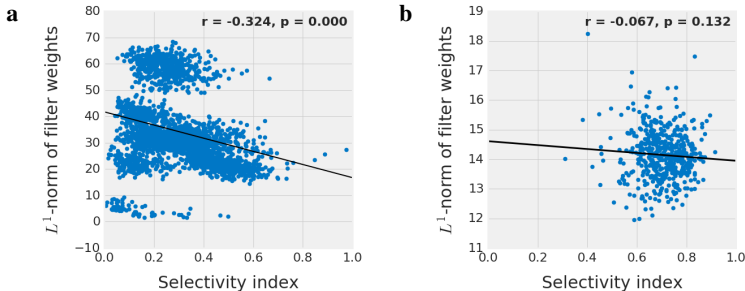 a
r = -0.324, p = 0.000
80
70
60
50
40
30
20
10
0
−10
L¹-norm of filter weights
0.0 0.2 0.4 0.6 0.8 1.0
Selectivity index
b
r = -0.067, p = 0.132
19
18
17
16
15
14
13
12
11
L¹-norm of filter weights
0.0 0.2 0.4 0.6 0.8 1.0
Selectivity index